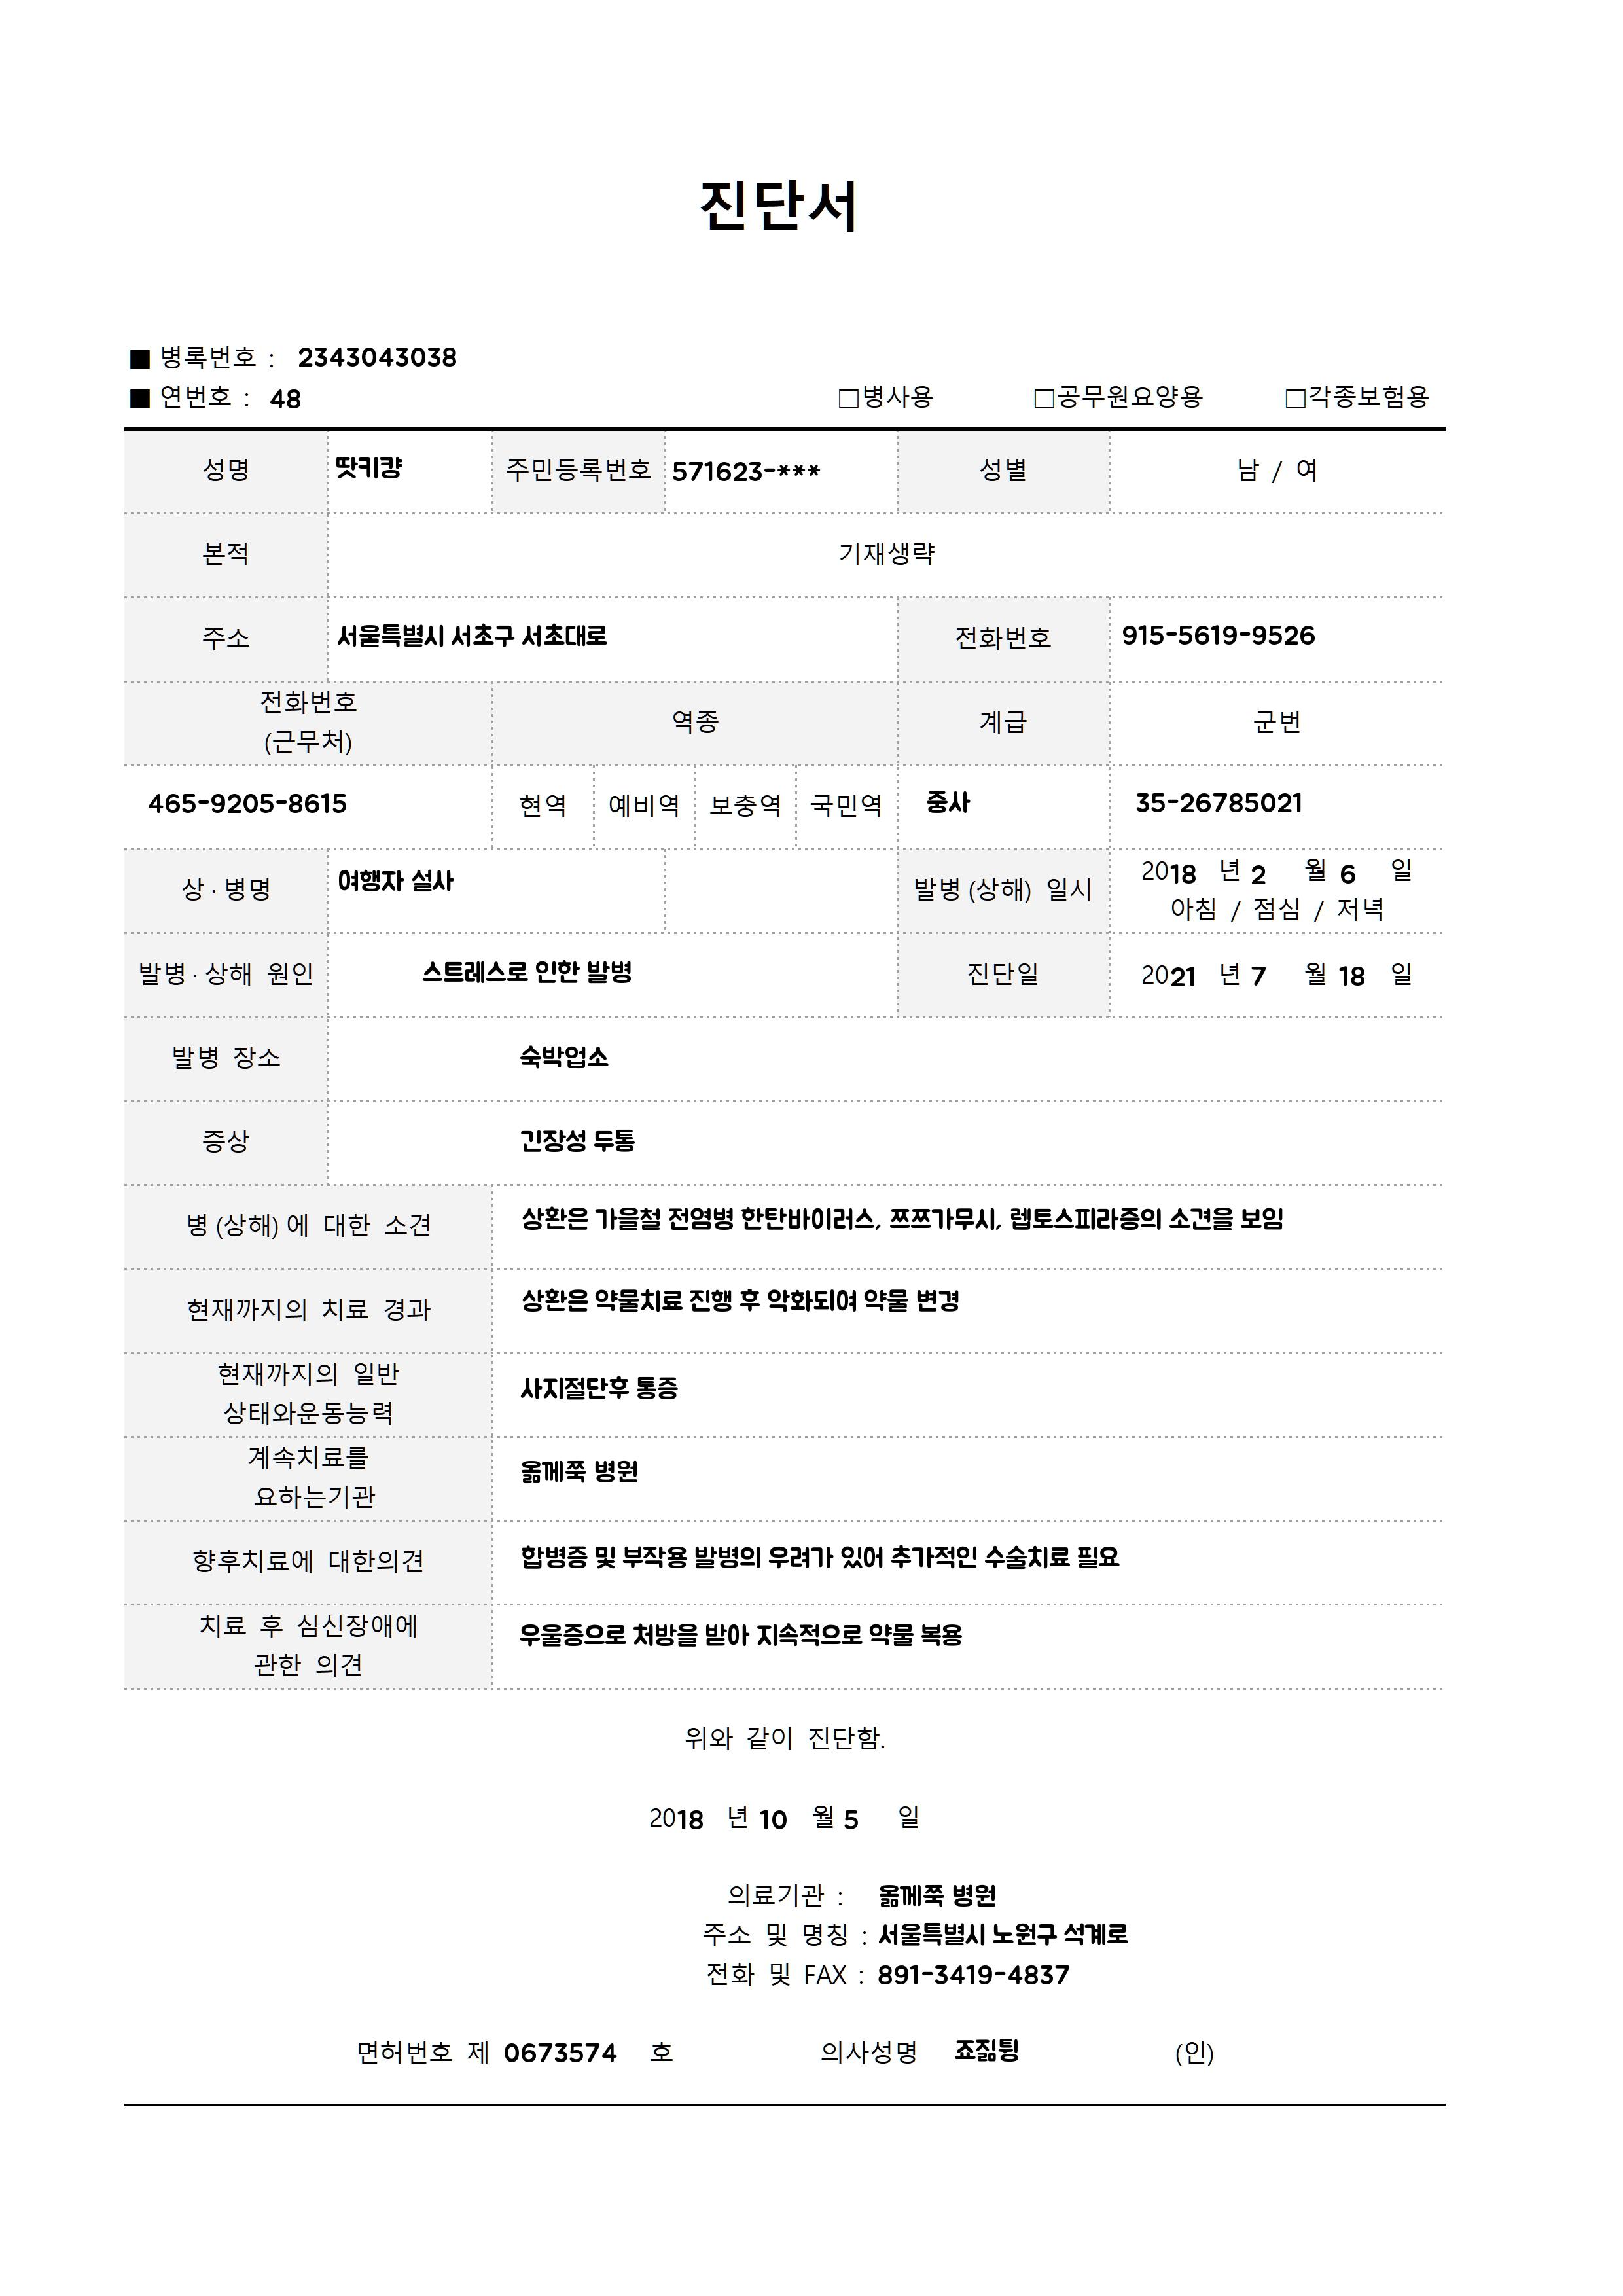 진단서
■ 병록번호 : 2343043038
■ 연번호 : 48 □병사용 □공무원요양용 □각종보험용
성명 땃키캉 주민등록번호 571623-*** 성별 남 / 여
본적 기재생략
주소 서울특별시 서초구 서초대로 전화번호 915-5619-9526
전화번호
(근무처) 역종 계급 군번
465-9205-8615 현역 예비역 보충역 국민역 중사 35-26785021
상·병명 여행자 설사 발병(상해) 일시 2018 년 2 월 6 일
아침 / 점심 / 저녁
발병·상해 원인 스트레스로 인한 발병 진단일 2021 년 7 월 18 일
발병 장소 숙박업소
증상 긴장성 두통
병(상해)에 대한 소견 상환은 가을철 전염병 한탄바이러스, 쯔쯔가무시, 렙토스피라증의 소견을 보임
현재까지의 치료 경과 상환은 약물치료 진행 후 악화되여 약물 변경
현재까지의 일반
상태와운동능력 사지절단후 통증
계속치료를
요하는기관 옮께쭉 병원
향후치료에 대한의견 합병증 및 부작용 발병의 우려가 있어 추가적인 수술치료 필요
치료 후 심신장애에
관한 의견 우울증으로 처방을 받아 지속적으로 약물 복용
위와 같이 진단함.
2018 년 10 월 5 일
의료기관 : 옮께쭉 병원
주소 및 명칭 : 서울특별시 노원구 석계로
전화 및 FAX : 891-3419-4837
면허번호 제 0673574 호 의사성명 (인)